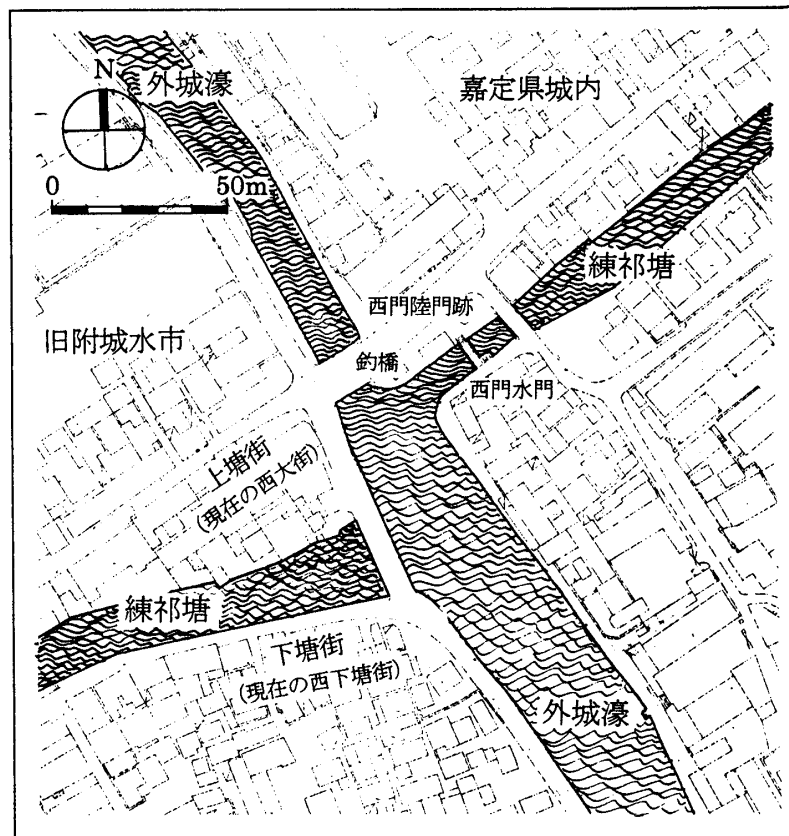 外城濠
嘉定県城内
N
0 50m
練祁塘
西門陸門跡
旧附城水市
釣橋
西門水門
上塘街
(現在の西大街)
練祁塘
下塘街
(現在の西下塘街)
外城濠